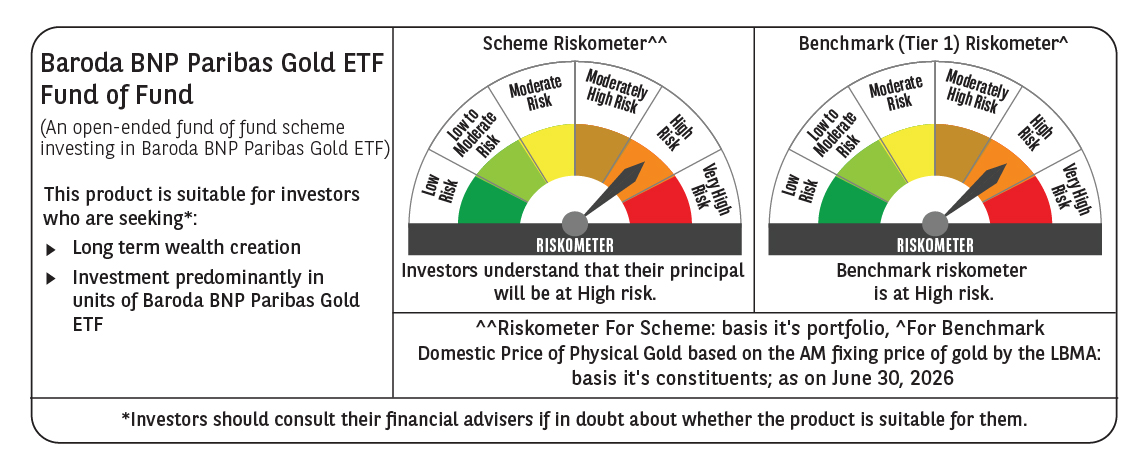 Baroda BNP Paribas Gold ETF
Fund of Fund
(An open-ended fund of fund scheme
investing in Baroda BNP Paribas Gold ETF)
This product is suitable for investors
who are seeking*:
Long term wealth creation
Investment predominantly in
units of Baroda BNP Paribas Gold
ETF
Scheme Riskometer^^
Low
Risk
Low to
Moderate
Risk
Moderate
Risk
Moderately
High Risk
High
Risk
Very High
Risk
RISKOMETER
Investors understand that their principal
will be at High risk.
Benchmark (Tier 1) Riskometer^
Low
Risk
Low to
Moderate
Risk
Moderate
Risk
Moderately
High Risk
High
Risk
Very High
Risk
RISKOMETER
Benchmark riskometer
is at High risk.
^^Riskometer For Scheme: basis it's portfolio, ^For Benchmark
Domestic Price of Physical Gold based on the AM fixing price of gold by the LBMA:
basis it's constituents; as on June 30, 2026
*Investors should consult their financial advisers if in doubt about whether the product is suitable for them.